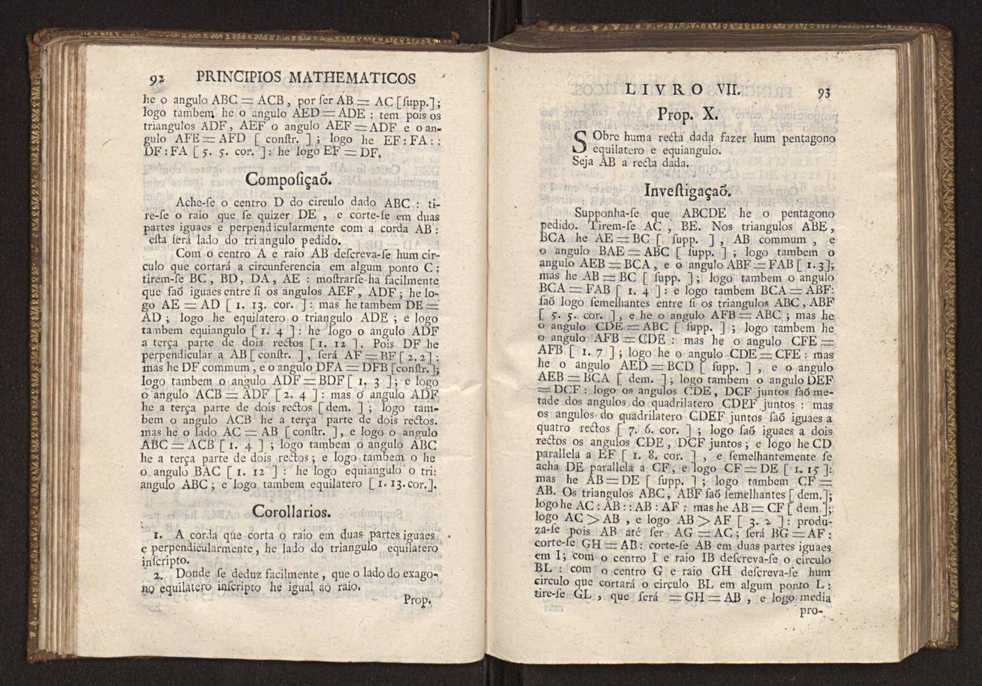 92 PRINCIPIOS MATHEMATICOS
he o angulo ABC = ACB , por ſer AB = AC [ſupp.];
logo tambem he o angulo AED = ADE : tem pois os
triangulos ADF, AEF o angulo AEF = ADF e o an-
gulo AFE = AFD [ conſtr. ] ; logo he EF : FA : :
DF : FA [ 5. 5. cor. ] : he logo EF = DF.
Compoſiçaõ.
Ache-ſe o centro D do circulo dado ABC : ti-
re-ſe o raio que ſe quizer DE , e corte-ſe em duas
partes iguaes e perpendicularmente com a corda AB :
eſta ſerá lado do triangulo pedido.
Com o centro A e raio AB deſcreva-ſe hum cir-
culo que cortará a circunferencia em algum ponto C ;
tirem-ſe BC, BD, DA, AE : moſtrarſe-ha facilmente
que ſaõ iguaes entre ſi os angulos AEF, ADF ; he lo-
go AE = AD [ 1. 13. cor. ] : mas he tambem DE =
AD ; logo he equilatero o triangulo ADE ; e logo
tambem equiangulo [ 1. 4 ] : he logo o angulo ADF
a terça parte de dois rectos [ 1. 12 ]. Pois DF he
perpendicular a AB [ conſtr. ], ſerá AF = BF [ 2. 2 ] :
mas he DF commum, e o angulo DFA = DFB [conſtr.];
logo tambem o angulo ADF = BDF [ 1. 3 ] ; e logo
o angulo ACB = ADF [ 2. 4 ] : mas o angulo ADF
he a terça parte de dois rectos [ dem. ] ; logo tam-
bem o angulo ACB he a terça parte de dois rectos.
mas he o lado AC = AB [ conſtr. ] , e logo o angulo
ABC = ACB [ 1. 4 ] ; logo tambem o angulo ABC
he a terça parte de dois rectos ; e logo tambem o he
o angulo BAC [ 1. 12 ] : he logo equiangulo o tri:
angulo ABC ; e logo tambem equilatero [ 1. 13. cor.].
Corollarios.
1. A corda que corta o raio em duas partes iguaes
e perpendicularmente, he lado do triangulo equilatero
inſcripto.
2. Donde ſe deduz facilmente , que o lado do exago-
no equilatero inſcripto he igual ao raio.
Prop.
LIVRO VII. 93
Prop. X.
SObre huma recta dada fazer hum pentagono
equilatero e equiangulo.
Seja AB a recta dada.
Inveſtigaçaõ.
Supponha-ſe que ABCDE he o pentagono
pedido. Tirem-ſe AC , BE. Nos triangulos ABE,
BCA he AE = BC [ ſupp. ] , AB commum , e
o angulo BAE = ABC [ ſupp. ] ; logo tambem o
angulo AEB = BCA , e o angulo ABF = FAB [ 1. 3];
mas he AB = BC [ ſupp. ] ; logo tambem o angulo
BCA = FAB [ 1. 4 ] : e logo tambem BCA = ABF:
ſaõ logo ſemelhantes entre ſi os triangulos ABC, ABF
[ 5. 5. cor. ] , e he o angulo AFB = ABC ; mas he
o angulo CDE = ABC [ ſupp. ] ; logo tambem he
o angulo AFB = CDE : mas he o angulo CFE =
AFB [ 1. 7 ] ; logo he o angulo CDE = CFE : mas
he o angulo AED = BCD [ ſupp. ] , e o angulo
AEB = BCA [ dem. ] ; logo tambem o angulo DEF
= DCF : logo os angulos CDE , DCF juntos ſaõ me-
tade dos angulos do quadrilatero CDEF juntos : mas
os angulos do quadrilatero CDEF juntos ſaõ iguaes a
quatro rectos [ 7. 6. cor. ] ; logo ſaõ iguaes a dois
rectos os angulos CDE, DCF juntos ; e logo he CD
parallela a EF [ 1. 8. cor. ] , e ſemelhantemente ſe
acha DE parallela a CF, e logo CF = DE [ 1. 15 ]:
mas he AB = DE [ ſupp. ] ; logo tambem CF =
AB. Os triangulos ABC, ABF ſaõ ſemelhantes [ dem.];
logo he AC : AB : : AB : AF : mas he AB = CF [ dem ];
logo AC > AB , e logo AB > AF [ 3. 2 ] : produ-
za-ſe pois AB até ſer AG = AC ; ſerá BG = AF :
corte-ſe GH = AB : corte-ſe AB em duas partes iguaes
em I ; com o centro I e raio IB deſcreva-ſe o circulo
BL : com o centro G e raio GH deſcreva-ſe hum
circulo que cortará o circulo BL em algum ponto L :
tire-ſe GL , que ſerá = GH = AB , e logo media
pro-